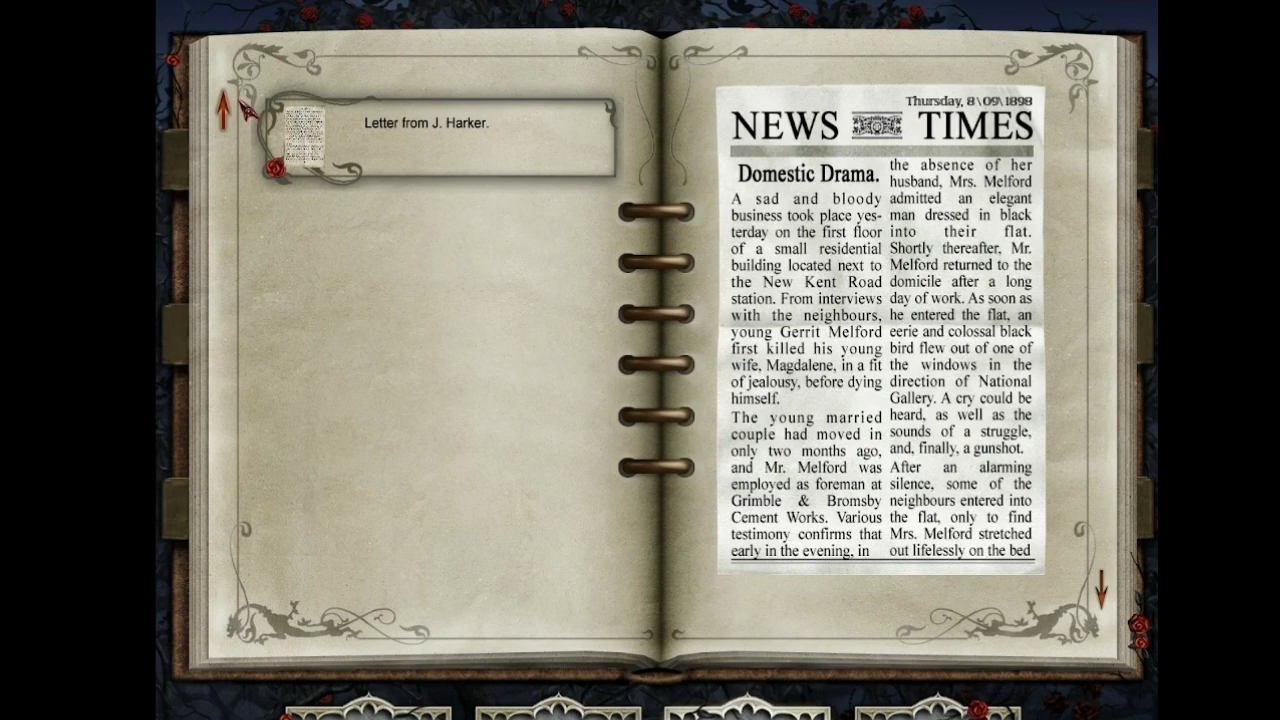 Letter from J. Harker.
Thursday, 8\09\1898
NEWS TIMES
Domestic Drama.
A sad and bloody
business took place yes-
terday on the first floor
of a small residential
building located next to
the New Kent Road
station. From interviews
with the neighbours,
young Gerrit Melford
first killed his young
wife, Magdalene, in a fit
of jealousy, before dying
himself.
The young married
couple had moved in
only two months ago,
and Mr. Melford was
employed as foreman at
Grimble & Bromsby
Cement Works. Various
testimony confirms that
early in the evening, in
the absence of her
husband, Mrs. Melford
admitted an elegant
man dressed in black
into their flat.
Shortly thereafter, Mr.
Melford returned to the
domicile after a long
day of work. As soon as
he entered the flat, an
eerie and colossal black
bird flew out of one of
the windows in the
direction of National
Gallery. A cry could be
heard, as well as the
sounds of a struggle,
and, finally, a gunshot.
After an alarming
silence, some of the
neighbours entered into
the flat, only to find
Mrs. Melford stretched
out lifelessly on the bed